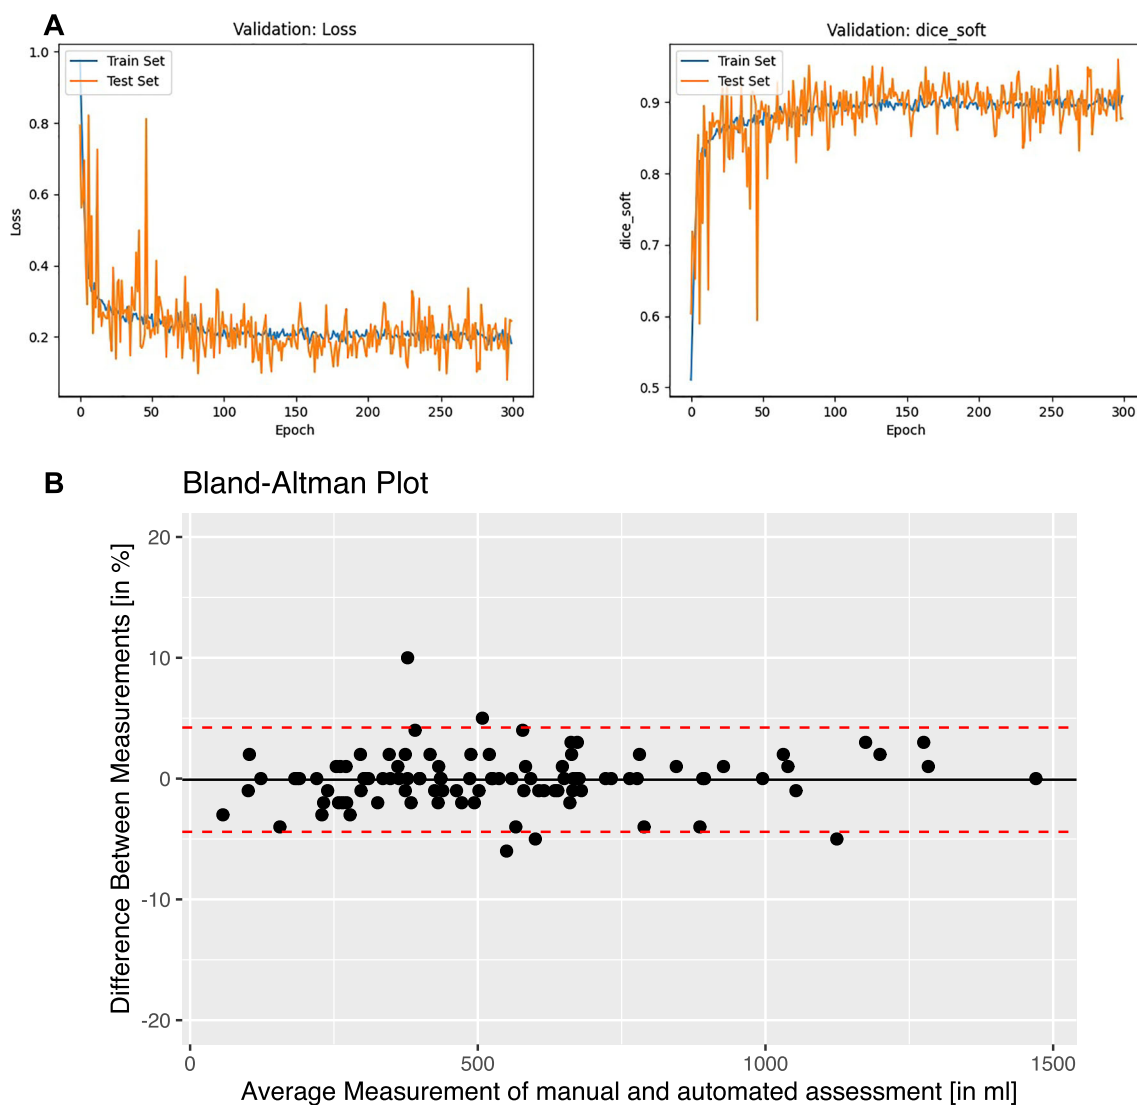 A
Validation: Loss
Train Set
Test Set
1.0
0.8
0.6
0.4
0.2
Loss
0 50 100 150 200 250 300
Epoch
Validation: dice_soft
Train Set
Test Set
0.9
0.8
0.7
0.6
0.5
dice_soft
0 50 100 150 200 250 300
Epoch
B
Bland-Altman Plot
20
10
0
-10
-20
Difference Between Measurements [in %]
0 500 1000 1500
Average Measurement of manual and automated assessment [in ml]